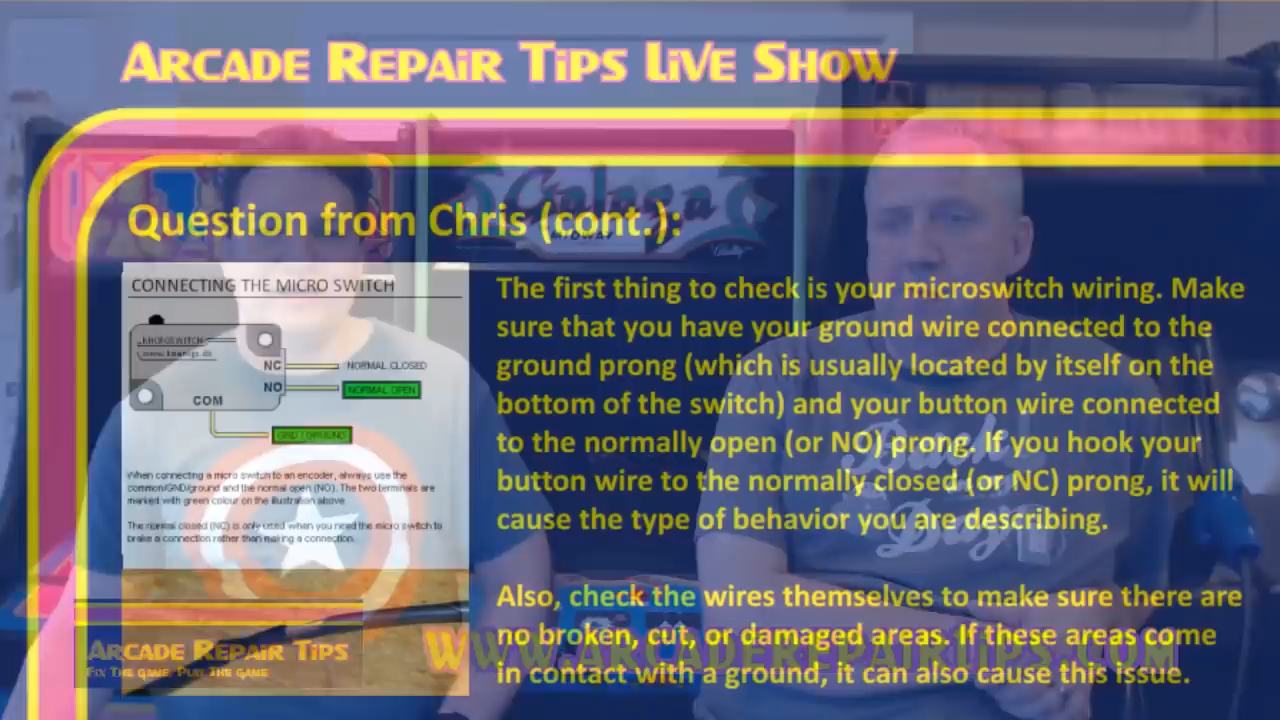 ARCADE REPAIR TIPS LIVE SHOW
Galaga
MIDWAY
Bally
Question from Chris (cont.):
CONNECTING THE MICRO SWITCH
MICROSWITCH
NC
NORMAL CLOSED
NO
NORMAL OPEN
COM
GND / GROUND
When connecting a micro switch to an encoder, always use the
common/GND/ground and the normal open (NO). The two terminals are
marked with green colour on the illustration above.
The normal closed (NC) is only used when you need the micro switch to
brake a connection rather than making a connection.
The first thing to check is your microswitch wiring. Make
sure that you have your ground wire connected to the
ground prong (which is usually located by itself on the
bottom of the switch) and your button wire connected
to the normally open (or NO) prong. If you hook your
button wire to the normally closed (or NC) prong, it will
cause the type of behavior you are describing.
Also, check the wires themselves to make sure there are
no broken, cut, or damaged areas. If these areas come
in contact with a ground, it can also cause this issue.
Beach
Days
ARCADE REPAIR TIPS
FIX THE GAME. PLAY THE GAME
WWW.ARCADEREPAIRTIPS.COM